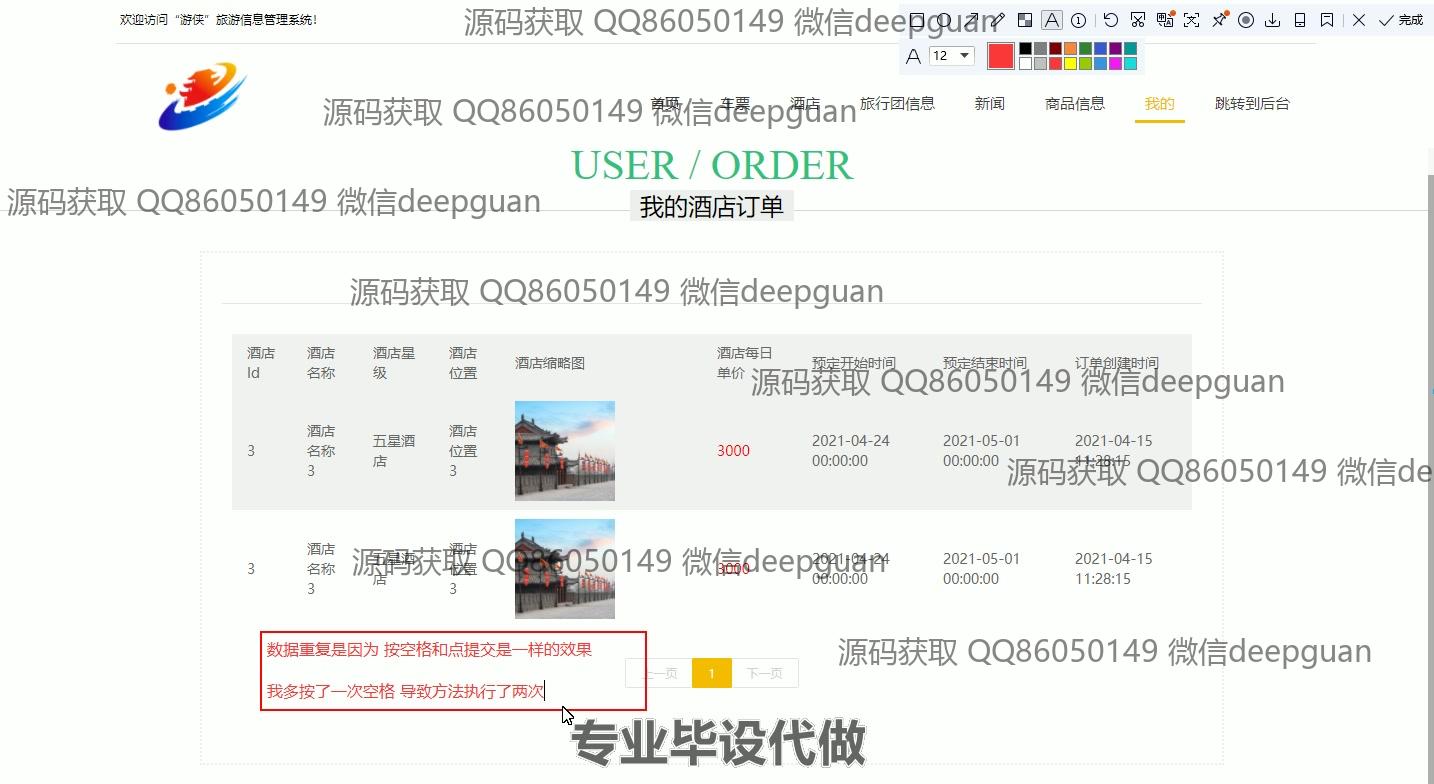 欢迎访问“游侠”旅游信息管理系统！
源码获取 QQ86050149 微信deepguan
12
完成
源码获取 QQ86050149 微信deepguan
首页 车票 酒店 旅行团信息 新闻 商品信息 我的 跳转到后台
USER / ORDER
源码获取 QQ86050149 微信deepguan
我的酒店订单
源码获取 QQ86050149 微信deepguan
酒店Id 酒店名称 酒店星级 酒店位置 酒店缩略图 酒店每日单价 预定开始时间 预定结束时间 订单创建时间
源码获取 QQ86050149 微信deepguan
3 酒店名称3 五星酒店 酒店位置3 3000 2021-04-24 00:00:00 2021-05-01 00:00:00 2021-04-15 11:28:15
源码获取 QQ86050149 微信de
3 酒店名称3 五星酒店 酒店位置3 3000 2021-04-24 00:00:00 2021-05-01 00:00:00 2021-04-15 11:28:15
源码获取 QQ86050149 微信deepguan
数据重复是因为 按空格和点提交是一样的效果
我多按了一次空格 导致方法执行了两次
上一页 1 下一页
源码获取 QQ86050149 微信deepguan
专业毕设代做